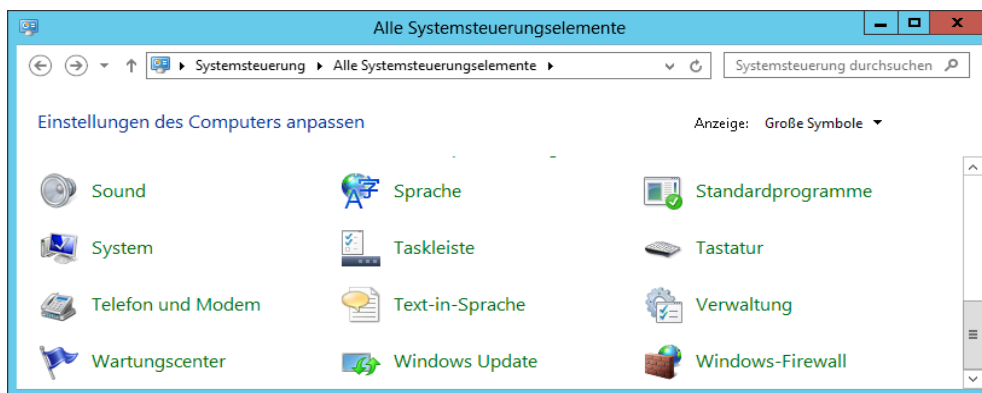 Alle Systemsteuerungselemente
Systemsteuerung Alle Systemsteuerungselemente Systemsteuerung durchsuchen
Einstellungen des Computers anpassen Anzeige: Große Symbole
Sound Sprache Standardprogramme
System Taskleiste Tastatur
Telefon und Modem Text-in-Sprache Verwaltung
Wartungscenter Windows Update Windows-Firewall